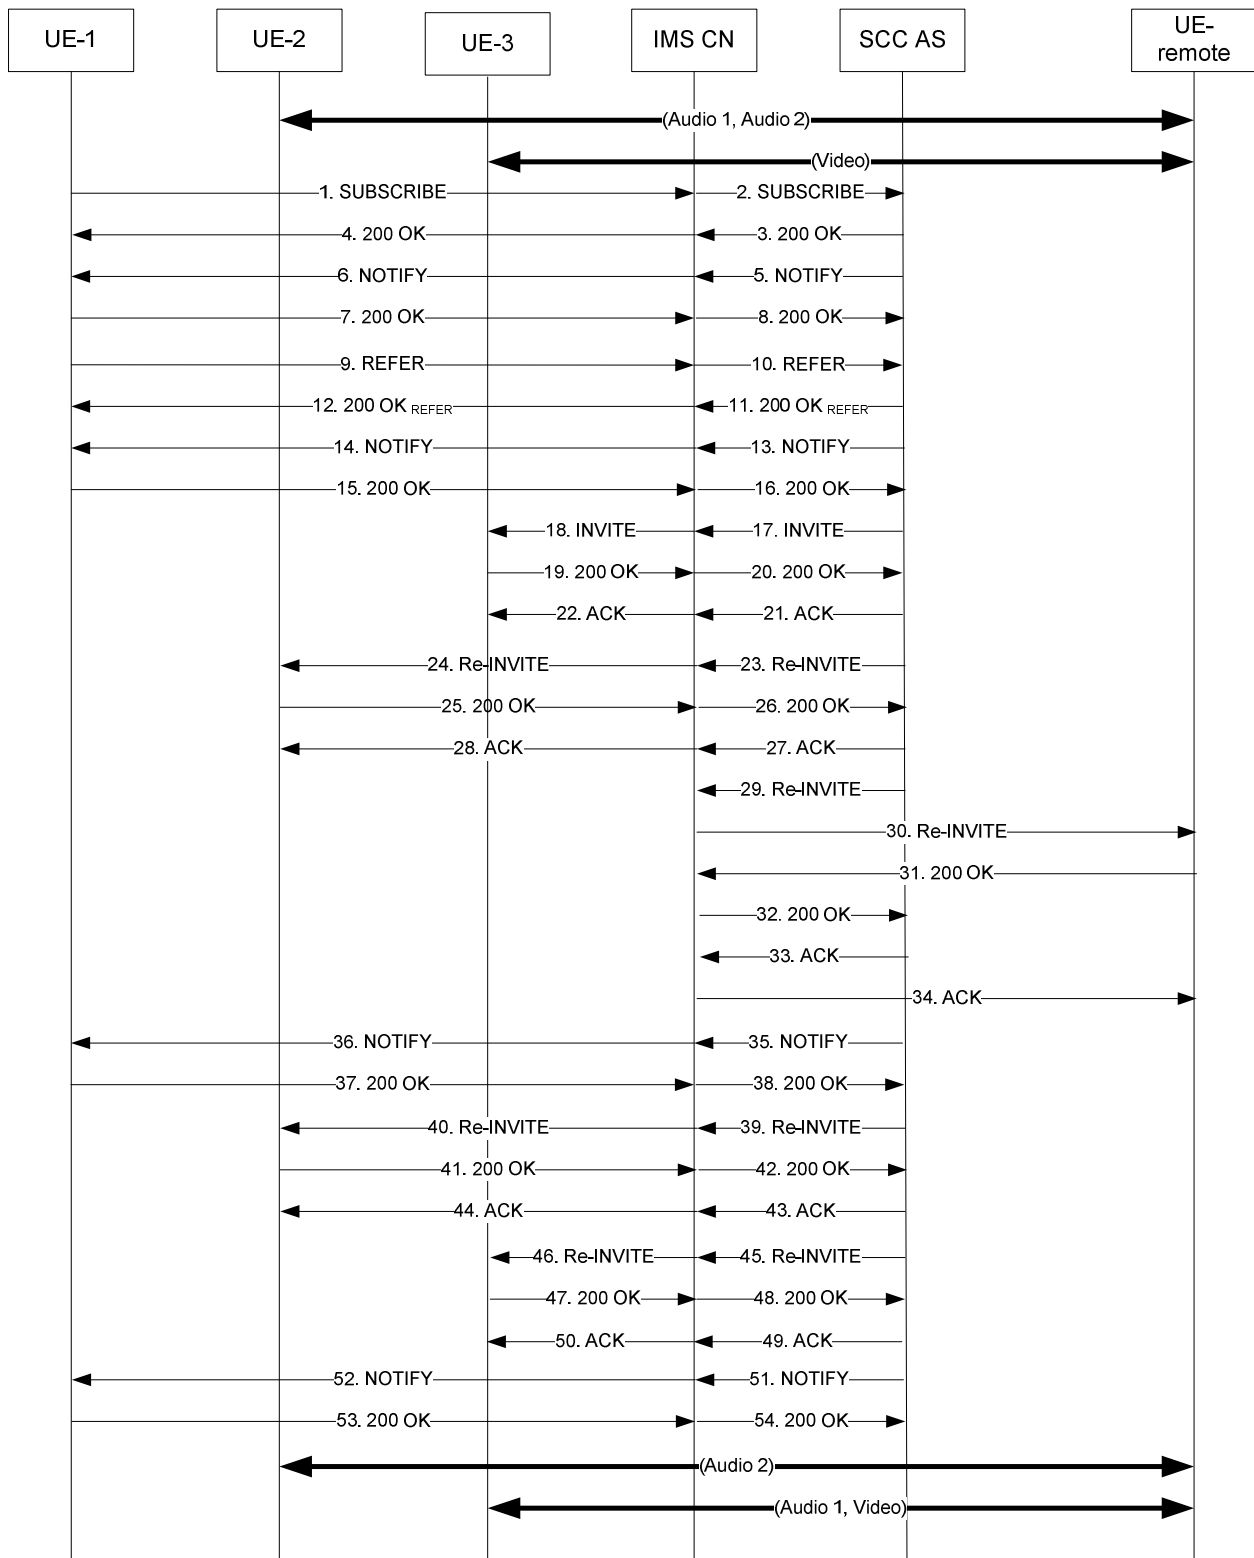 UE-1
UE-2
UE-3
IMS CN
SCC AS
UE-
remote
(Audio 1, Audio 2)
(Video)
1. SUBSCRIBE
2. SUBSCRIBE
4. 200 OK
3. 200 OK
6. NOTIFY
5. NOTIFY
7. 200 OK
8. 200 OK
9. REFER
10. REFER
12. 200 OK REFER
11. 200 OK REFER
14. NOTIFY
13. NOTIFY
15. 200 OK
16. 200 OK
18. INVITE
17. INVITE
19. 200 OK
20. 200 OK
22. ACK
21. ACK
24. Re-INVITE
23. Re-INVITE
25. 200 OK
26. 200 OK
28. ACK
27. ACK
29. Re-INVITE
30. Re-INVITE
31. 200 OK
32. 200 OK
33. ACK
34. ACK
36. NOTIFY
35. NOTIFY
37. 200 OK
38. 200 OK
40. Re-INVITE
39. Re-INVITE
41. 200 OK
42. 200 OK
44. ACK
43. ACK
46. Re-INVITE
45. Re-INVITE
47. 200 OK
48. 200 OK
50. ACK
49. ACK
52. NOTIFY
51. NOTIFY
53. 200 OK
54. 200 OK
(Audio 2)
(Audio 1, Video)